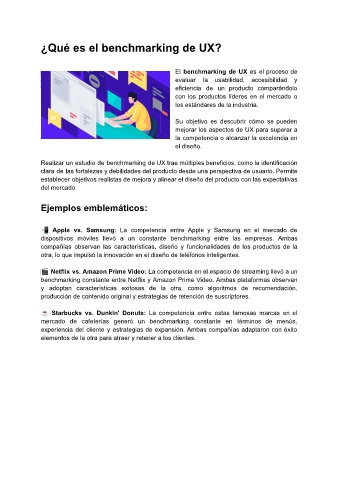 ¿Qué es el benchmarking de UX?
El benchmarking de UX es el proceso de
evaluar la usabilidad, accesibilidad y
eficiencia de un producto comparándolo
con los productos líderes en el mercado o
los estándares de la industria.
Su objetivo es descubrir cómo se pueden
mejorar los aspectos de UX para superar a
la competencia o alcanzar la excelencia en
el diseño.
Realizar un estudio de benchmarking de UX trae múltiples beneficios, como la identificación
clara de las fortalezas y debilidades del producto desde una perspectiva de usuario. Permite
establecer objetivos realistas de mejora y alinear el diseño del producto con las expectativas
del mercado
Ejemplos emblemáticos:
📲 Apple vs. Samsung: La competencia entre Apple y Samsung en el mercado de
dispositivos móviles llevó a un constante benchmarking entre las empresas. Ambas
compañías observan las características, diseño y funcionalidades de los productos de la
otra, lo que impulsó la innovación en el diseño de teléfonos inteligentes.
🎬 Netflix vs. Amazon Prime Video: La competencia en el espacio de streaming llevó a un
benchmarking constante entre Netflix y Amazon Prime Video. Ambas plataformas observan
y adoptan características exitosas de la otra, como algoritmos de recomendación,
producción de contenido original y estrategias de retención de suscriptores.
☕ Starbucks vs. Dunkin' Donuts: La competencia entre estas famosas marcas en el
mercado de cafeterías generó un benchmarking constante en términos de menús,
experiencia del cliente y estrategias de expansión. Ambas compañías adaptaron con éxito
elementos de la otra para atraer y retener a los clientes.